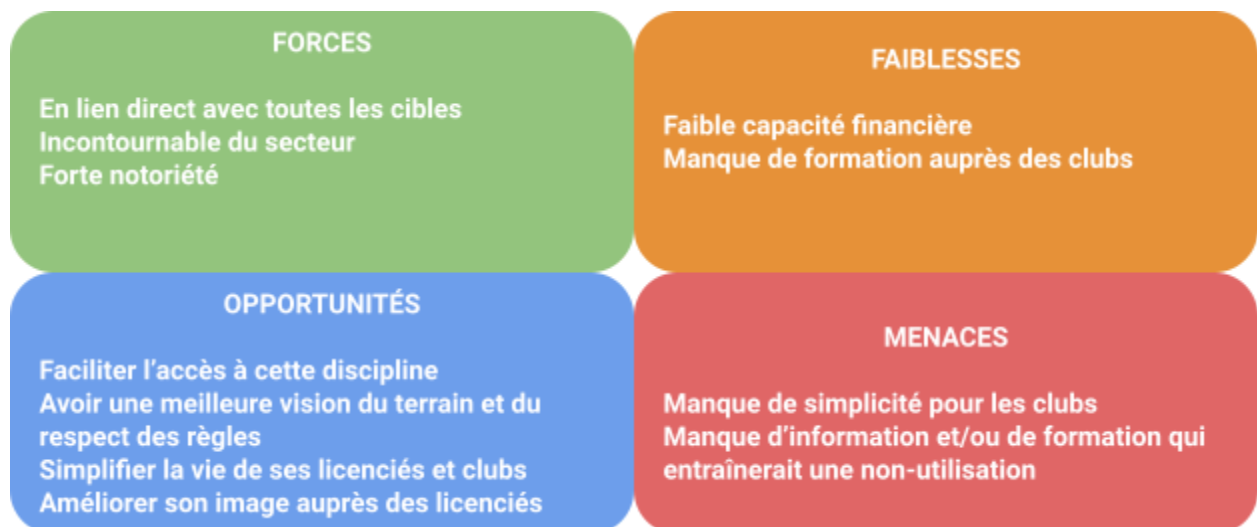 FORCES
En lien direct avec toutes les cibles
Incontournable du secteur
Forte notoriété
FAIBLESSES
Faible capacité financière
Manque de formation auprès des clubs
OPPORTUNITÉS
Faciliter l'accès à cette discipline
Avoir une meilleure vision du terrain et du
respect des règles
Simplifier la vie de ses licenciés et clubs
Améliorer son image auprès des licenciés
MENACES
Manque de simplicité pour les clubs
Manque d'information et/ou de formation qui
entraînerait une non-utilisation